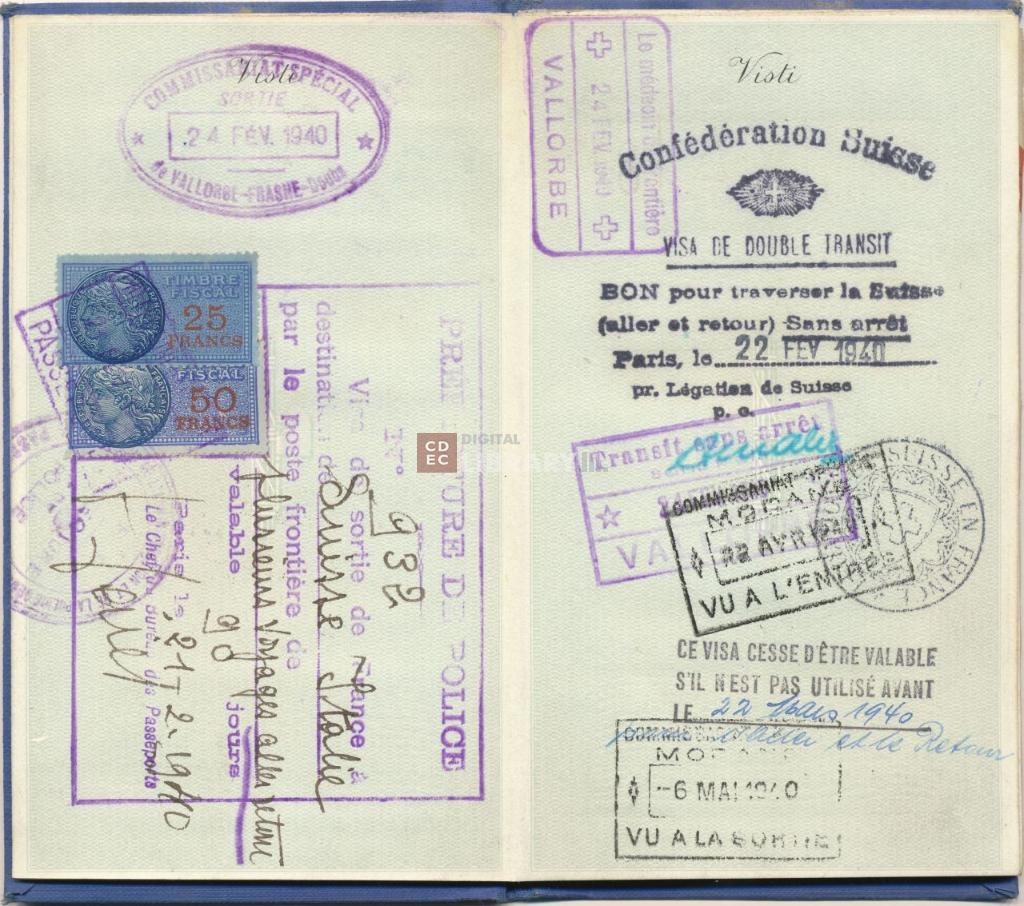 Visti
COMMISSARIAT SPÉCIAL
SORTIE
24 FÉV. 1940
de VALLORBE-FRASNE-Doubs
TIMBRE
FISCAL
25
FRANCS
FISCAL
50
FRANCS
PRÉFECTURE DE POLICE
N° 932
Visa de sortie de France à
destination de Suisse Italie
par le poste frontière de
plusieurs voyages aller retour
valable 90 jours
Paris le 21-2-1940
Le Chef du Bureau des Passeports
CDEC DIGITAL
LIBRARY
Visti
Le médecin de frontière
24 FEV 1940
VALLORBE
Confédération Suisse
VISA DE DOUBLE TRANSIT
BON pour traverser la Suisse
(aller et retour) Sans arrêt
Paris, le 22 FEV 1940
pr. Légation de Suisse
p. o.
Transit sans arrêt
SUISSE EN FRANCE
COMMISSARIAT SPÉCIAL
MODANE
22 AVRIL
VU A L'ENTRÉE
CE VISA CESSE D'ÊTRE VALABLE
S'IL N'EST PAS UTILISÉ AVANT
LE 22 Mars 1940
aller et le Retour
MODANE
-6 MAI 1940
VU A LA SORTIE